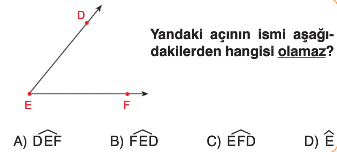 D
Yandaki açının ismi aşağı-
dakilerden hangisi olamaz?
E
F
A) DEF̂ B) FED̂ C) EFD̂ D) Ê